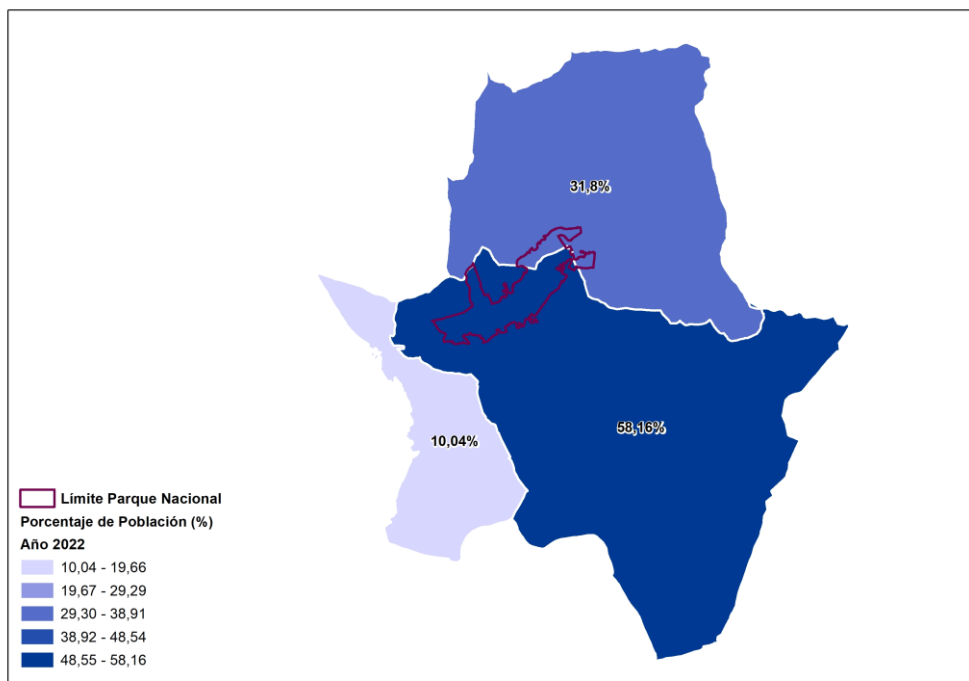 31,8%
58,16%
10,04%
Límite Parque Nacional
Porcentaje de Población (%)
Año 2022
10,04 - 19,66
19,67 - 29,29
29,30 - 38,91
38,92 - 48,54
48,55 - 58,16